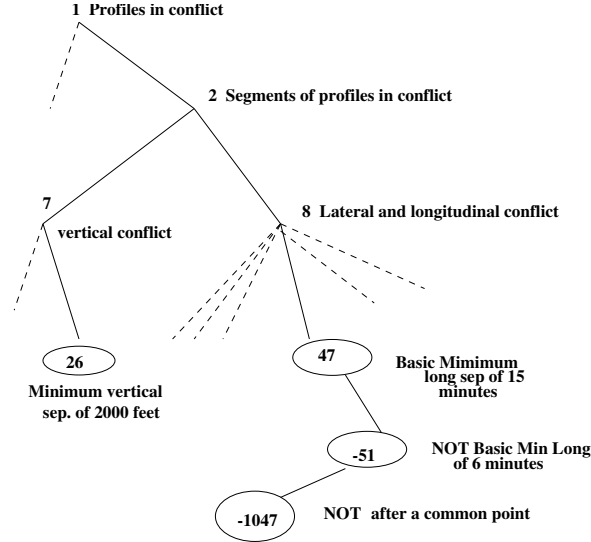 1 Profiles in conflict
2 Segments of profiles in conflict
7
vertical conflict
8 Lateral and longitudinal conflict
26
Minimum vertical
sep. of 2000 feet
47
Basic Mimimum
long sep of 15
minutes
-51
NOT Basic Min Long
of 6 minutes
-1047
NOT after a common point